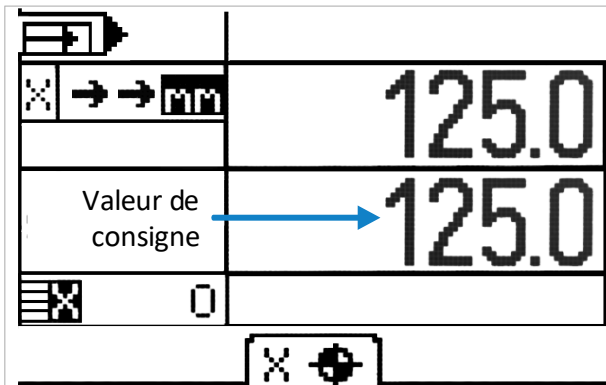 X → → mm 125.0
Valeur de
consigne
125.0
X 0
X